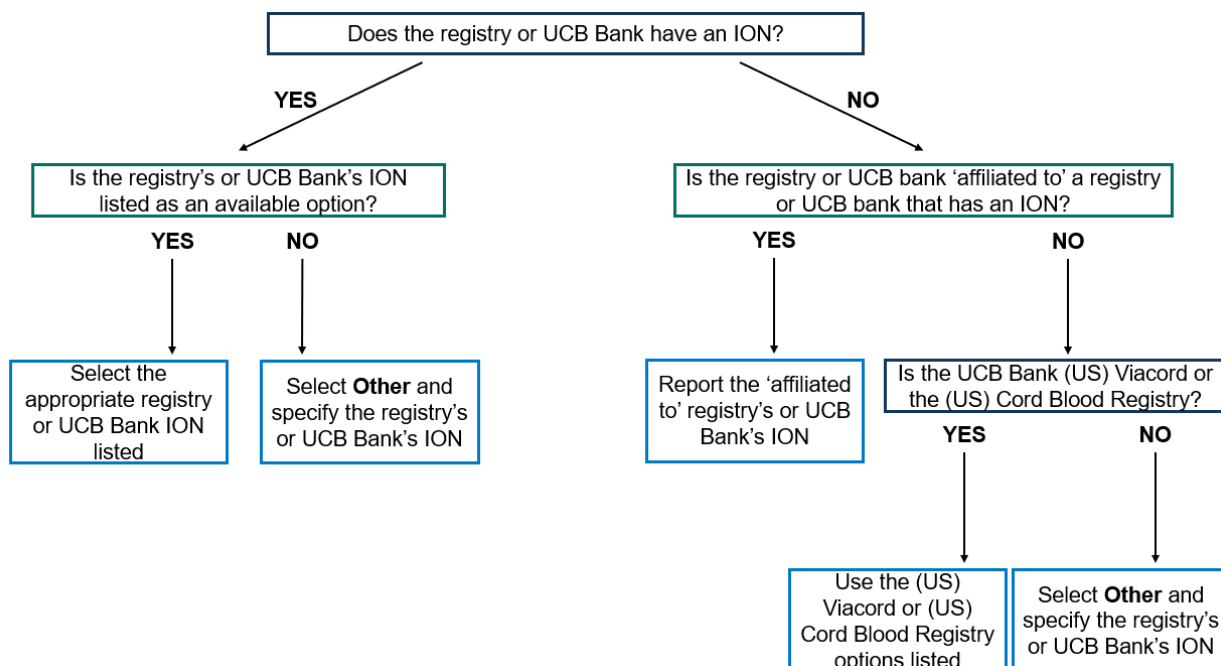 Does the registry or UCB Bank have an ION?
YES
NO
Is the registry's or UCB Bank's ION
listed as an available option?
Is the registry or UCB bank ‘affiliated to’ a registry
or UCB bank that has an ION?
YES
NO
YES
NO
Select the
appropriate registry
or UCB Bank ION
listed
Select Other and
specify the registry's
or UCB Bank's ION
Report the ‘affiliated
to’ registry's or UCB
Bank's ION
Is the UCB Bank (US) Viacord or
the (US) Cord Blood Registry?
YES
NO
Use the (US)
Viacord or (US)
Cord Blood Registry
options listed
Select Other and
specify the registry's
or UCB Bank's ION